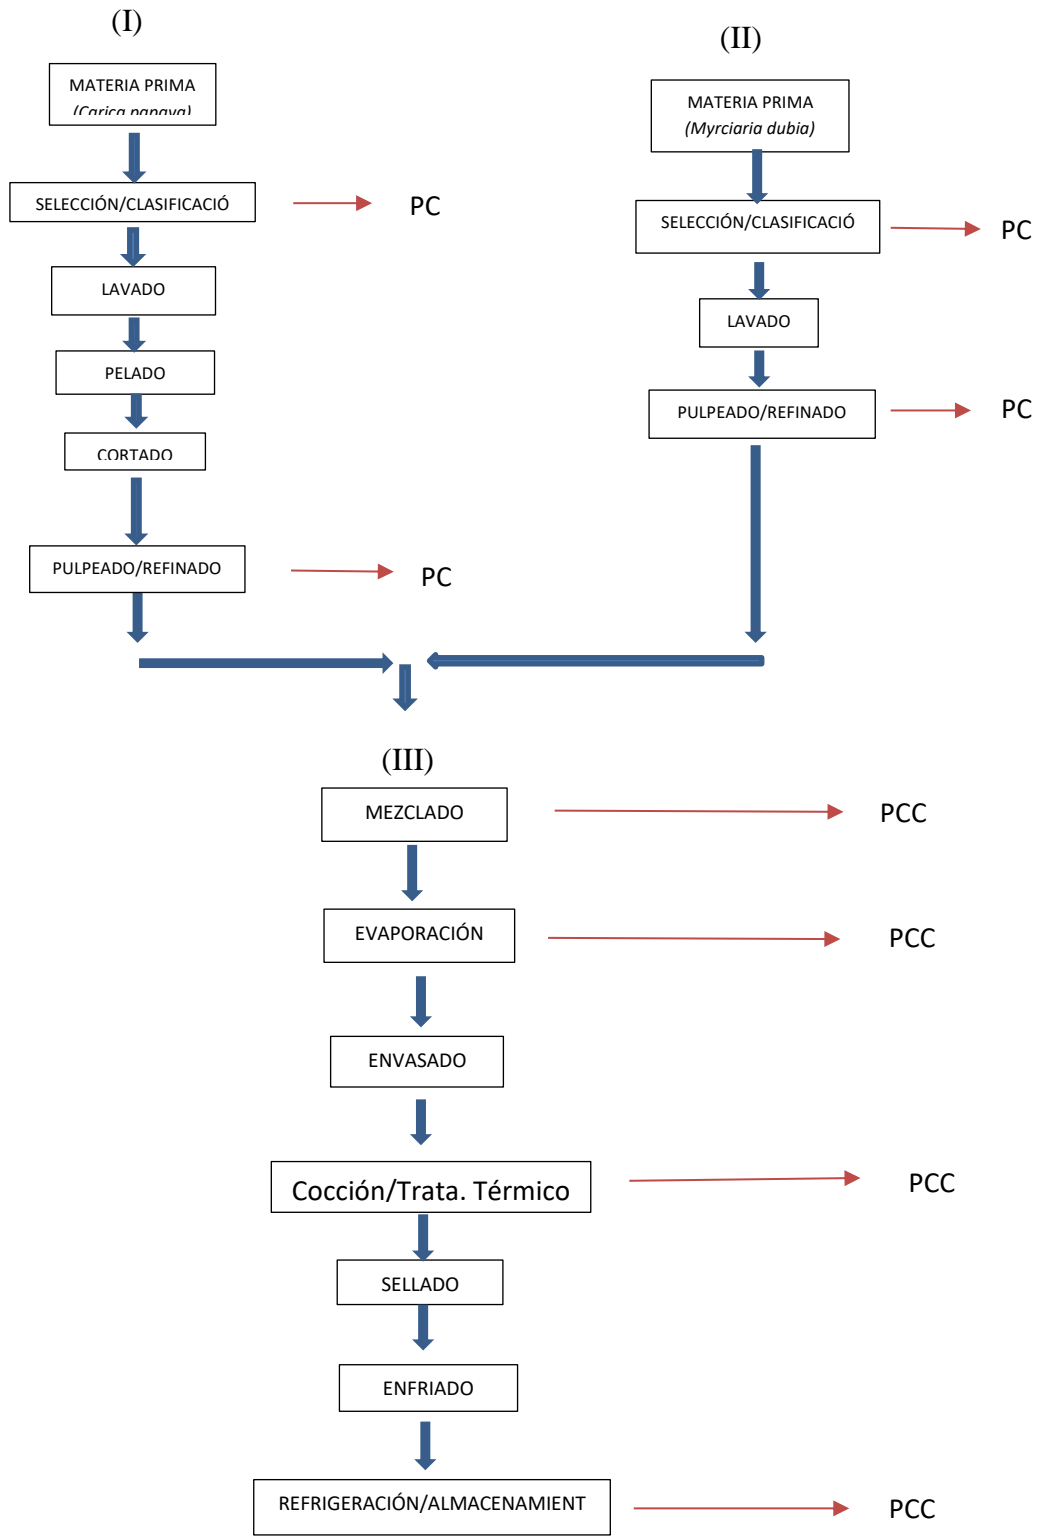 (I)
MATERIA PRIMA
(Carica papaya)
SELECCIÓN/CLASIFICACIÓ
PC
LAVADO
PELADO
CORTADO
PULPEADO/REFINADO
PC
(II)
MATERIA PRIMA
(Myrciaria dubia)
SELECCIÓN/CLASIFICACIÓ
PC
LAVADO
PULPEADO/REFINADO
PC
(III)
MEZCLADO
PCC
EVAPORACIÓN
PCC
ENVASADO
Cocción/Trata. Térmico
PCC
SELLADO
ENFRIADO
REFRIGERACIÓN/ALMACENAMIENT
PCC